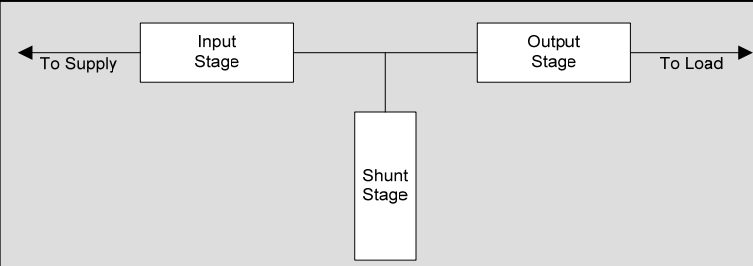 Input
Stage
Output
Stage
To Supply
To Load
Shunt
Stage